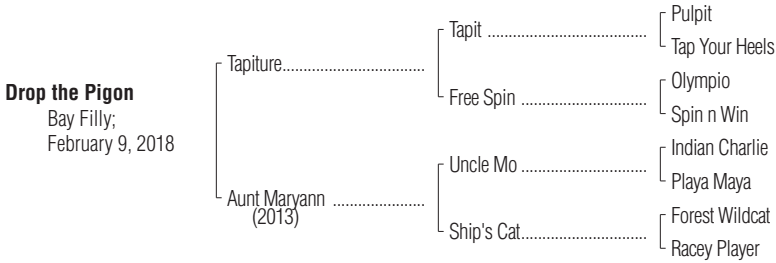 Pulpit
Tapit ......................................
Tap Your Heels
Tapiture..................................
Olympio
Free Spin ..............................
Spin n Win
Drop the Pigon
Bay Filly;
February 9, 2018
Indian Charlie
Uncle Mo ..............................
Playa Maya
Aunt Maryann ......................
(2013)
Forest Wildcat
Ship's Cat..............................
Racey Player